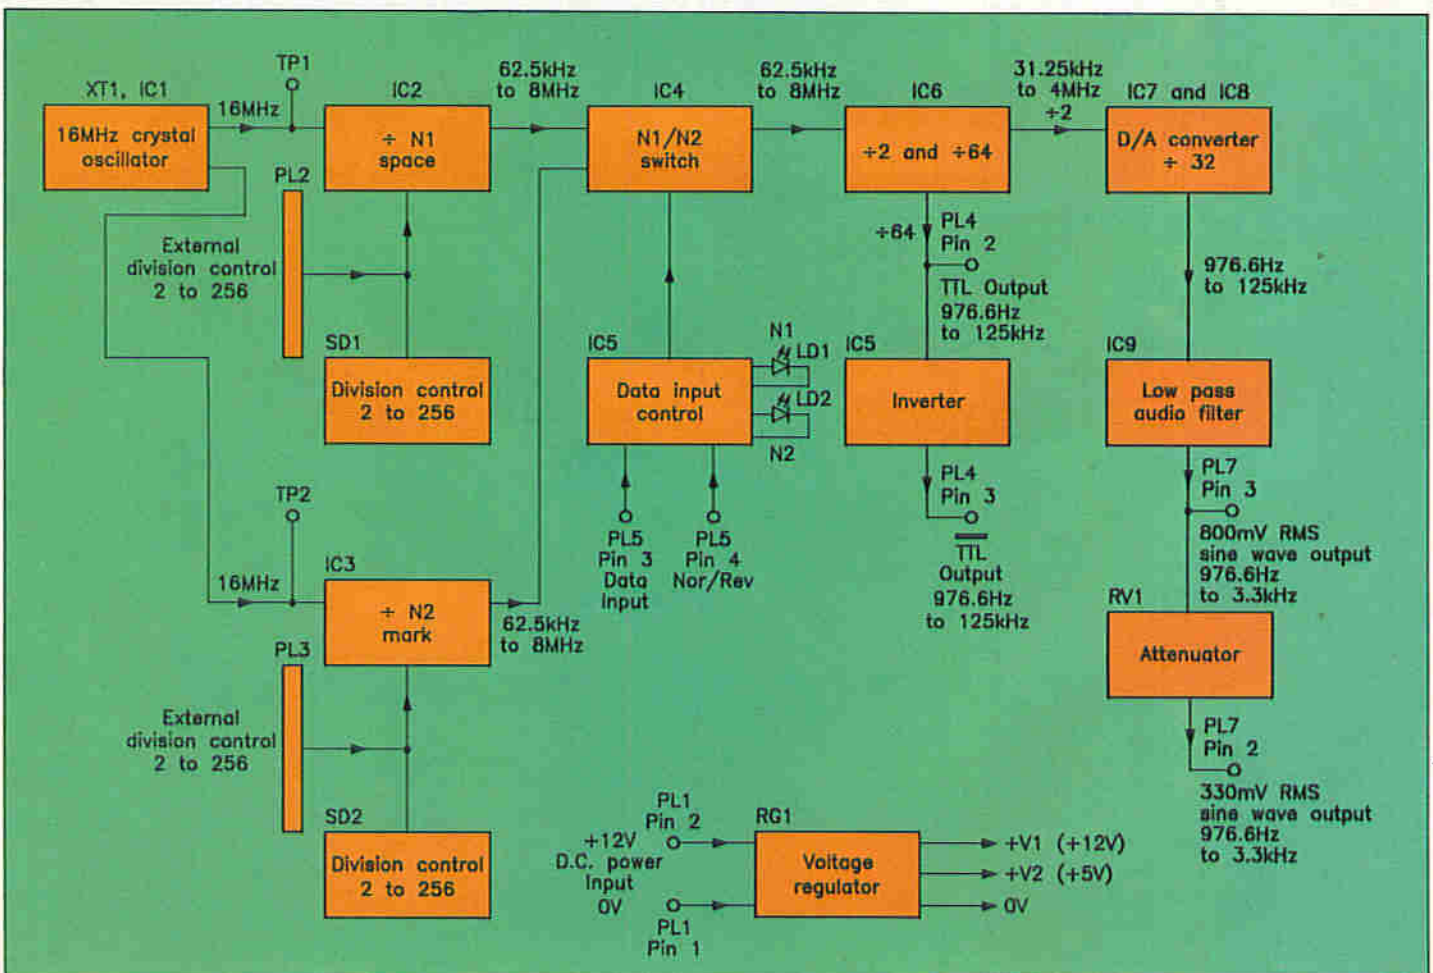 XT1, IC1
16MHz crystal
oscillator
16MHz
TP1
IC2
÷ N1
space
62.5kHz
to 8MHz
IC4
N1/N2
switch
62.5kHz
to 8MHz
IC6
÷2 and ÷64
31.25kHz
to 4MHz
÷2
IC7 and IC8
D/A converter
÷ 32
PL2
External
division control
2 to 256
SD1
Division control
2 to 256
IC5
Data input
control
N1
LD1
LD2
N2
PL5
Pin 3
Data
Input
PL5
Pin 4
Nor/Rev
÷64
PL4
Pin 2
TTL Output
976.6Hz
to 125kHz
IC5
Inverter
PL4
Pin 3
TTL
Output
976.6Hz
to 125kHz
976.6Hz
to 125kHz
IC9
Low pass
audio filter
PL7
Pin 3
800mV RMS
sine wave output
976.6Hz
to 3.3kHz
RV1
Attenuator
PL7
Pin 2
330mV RMS
sine wave output
976.6Hz
to 3.3kHz
TP2
16MHz
IC3
÷ N2
mark
62.5kHz
to 8MHz
PL3
External
division control
2 to 256
SD2
Division control
2 to 256
PL1
Pin 2
+12V
D.C. power
Input
0V
PL1
Pin 1
RG1
Voltage
regulator
+V1 (+12V)
+V2 (+5V)
0V